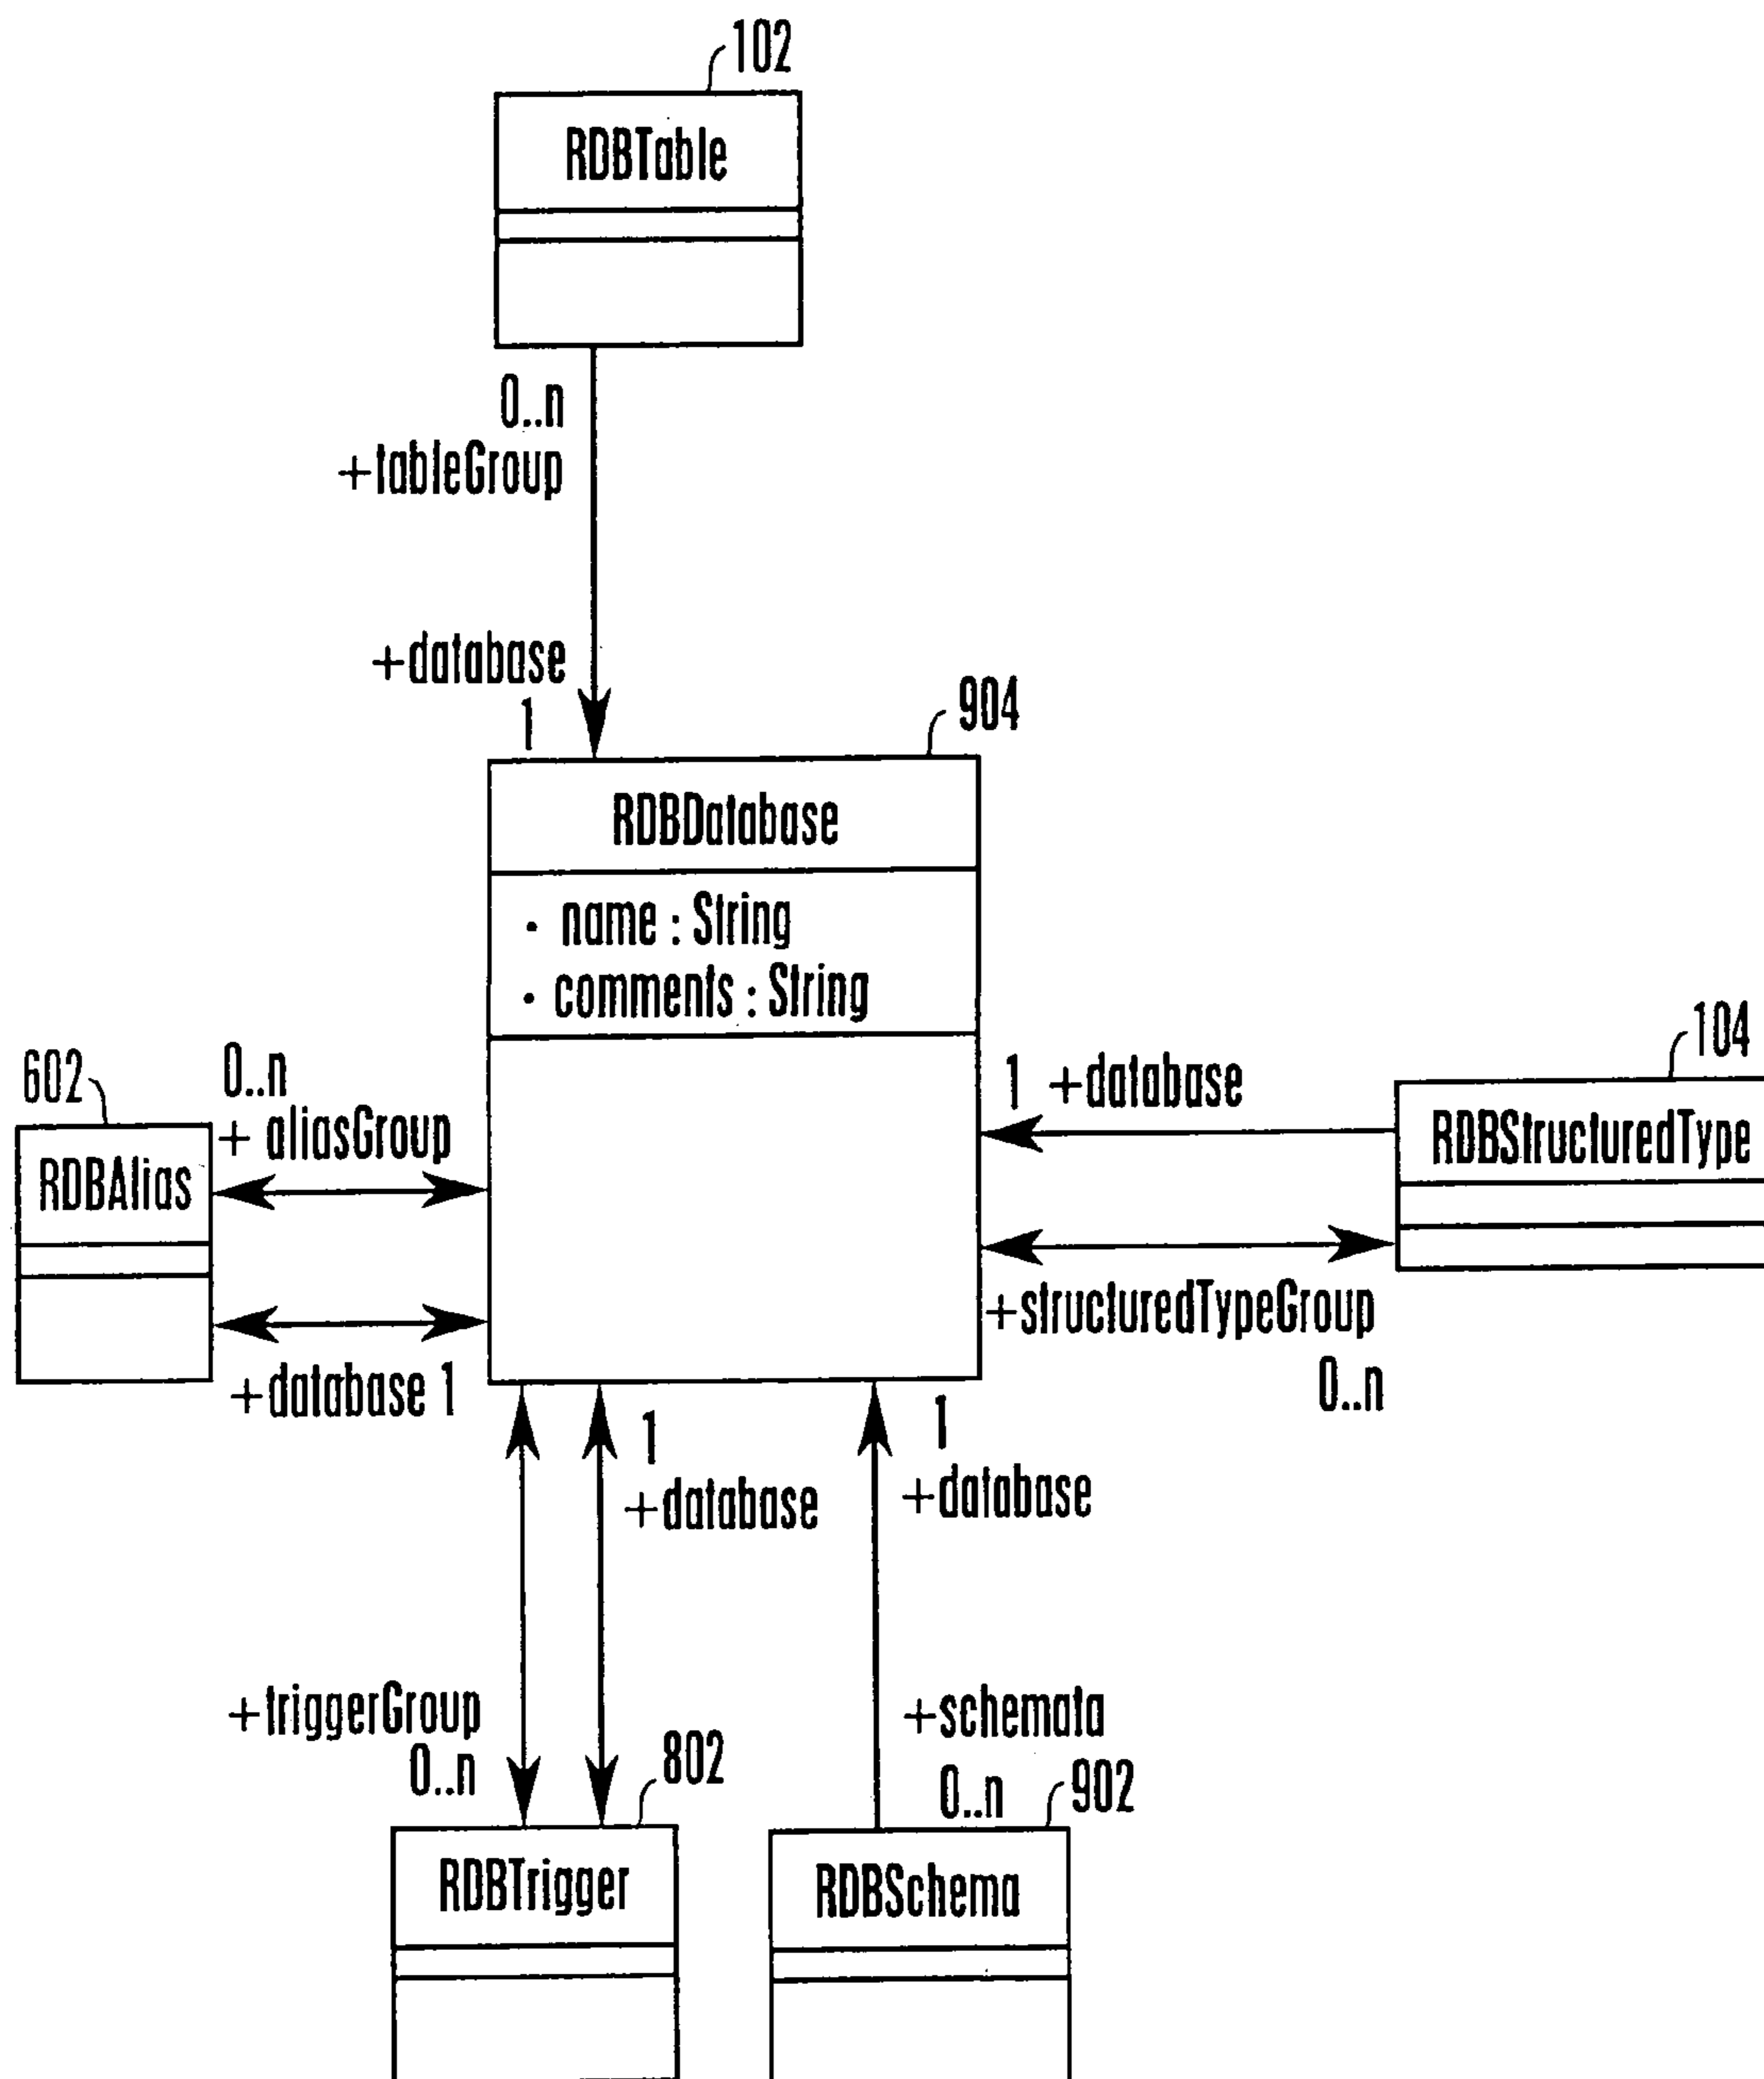 102
RDBTable
0..n
+tableGroup
+database
1
904
RDBDatabase
· name : String
· comments : String
602
0..n
+ aliasGroup
RDBAlias
+database 1
1 +database
104
RDBStructuredType
+structuredTypeGroup
0..n
1
+database
1
+database
+triggerGroup
0..n
802
+schemata
0..n
902
RDBTrigger
RDBSchema